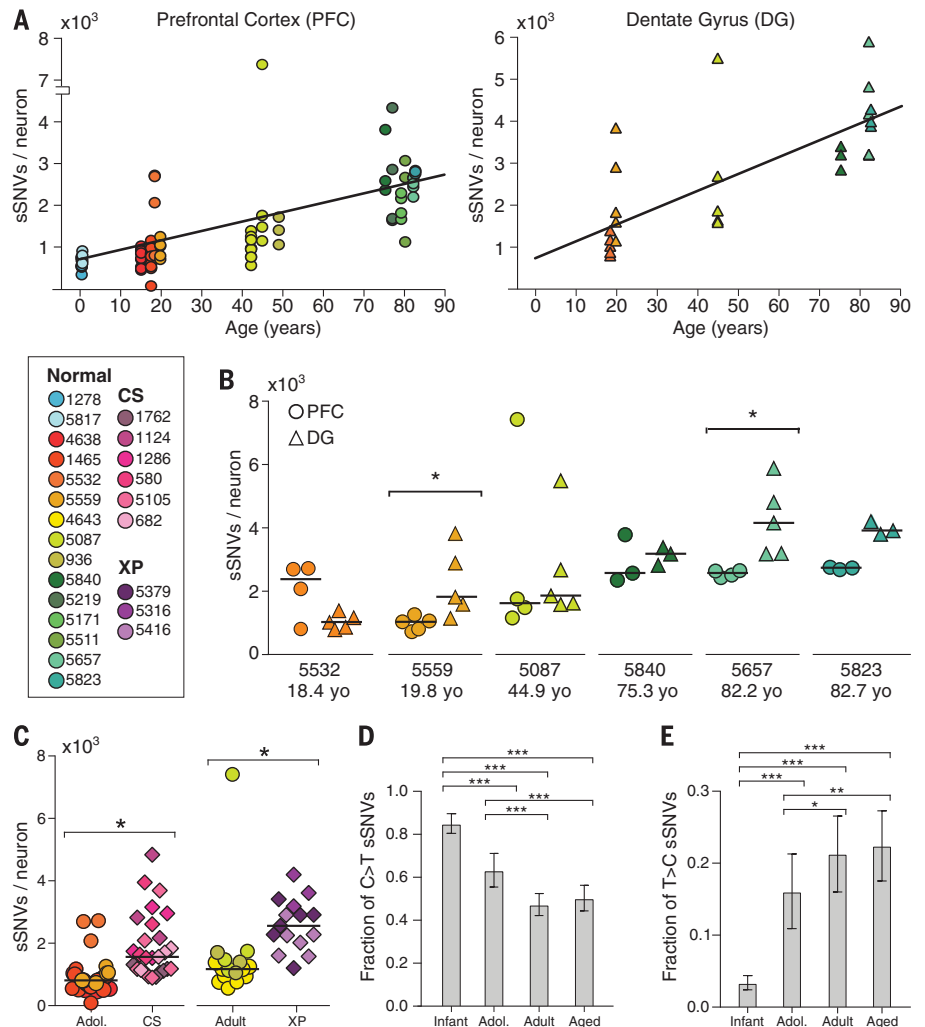 A
Prefrontal Cortex (PFC)
x10³
sSNVs / neuron
8
7
4
3
2
1
0 10 20 30 40 50 60 70 80 90
Age (years)
Dentate Gyrus (DG)
x10³
sSNVs / neuron
6
5
4
3
2
1
0 10 20 30 40 50 60 70 80 90
Age (years)
Normal
1278
5817
4638
1465
5532
5559
4643
5087
936
5840
5219
5171
5511
5657
5823
CS
1762
1124
1286
580
5105
682
XP
5379
5316
5416
B
x10³
sSNVs / neuron
8
6
4
2
0
PFC
DG
*
*
5532 5559 5087 5840 5657 5823
18.4 yo 19.8 yo 44.9 yo 75.3 yo 82.2 yo 82.7 yo
C
x10³
sSNVs / neuron
8
6
4
2
0
*
*
Adol. CS Adult XP
D
Fraction of C>T sSNVs
1.0
0.8
0.6
0.4
0.2
0.0
***
***
***
***
***
Infant Adol. Adult Aged
E
Fraction of T>C sSNVs
0.3
0.2
0.1
0.0
***
***
***
**
*
Infant Adol. Adult Aged